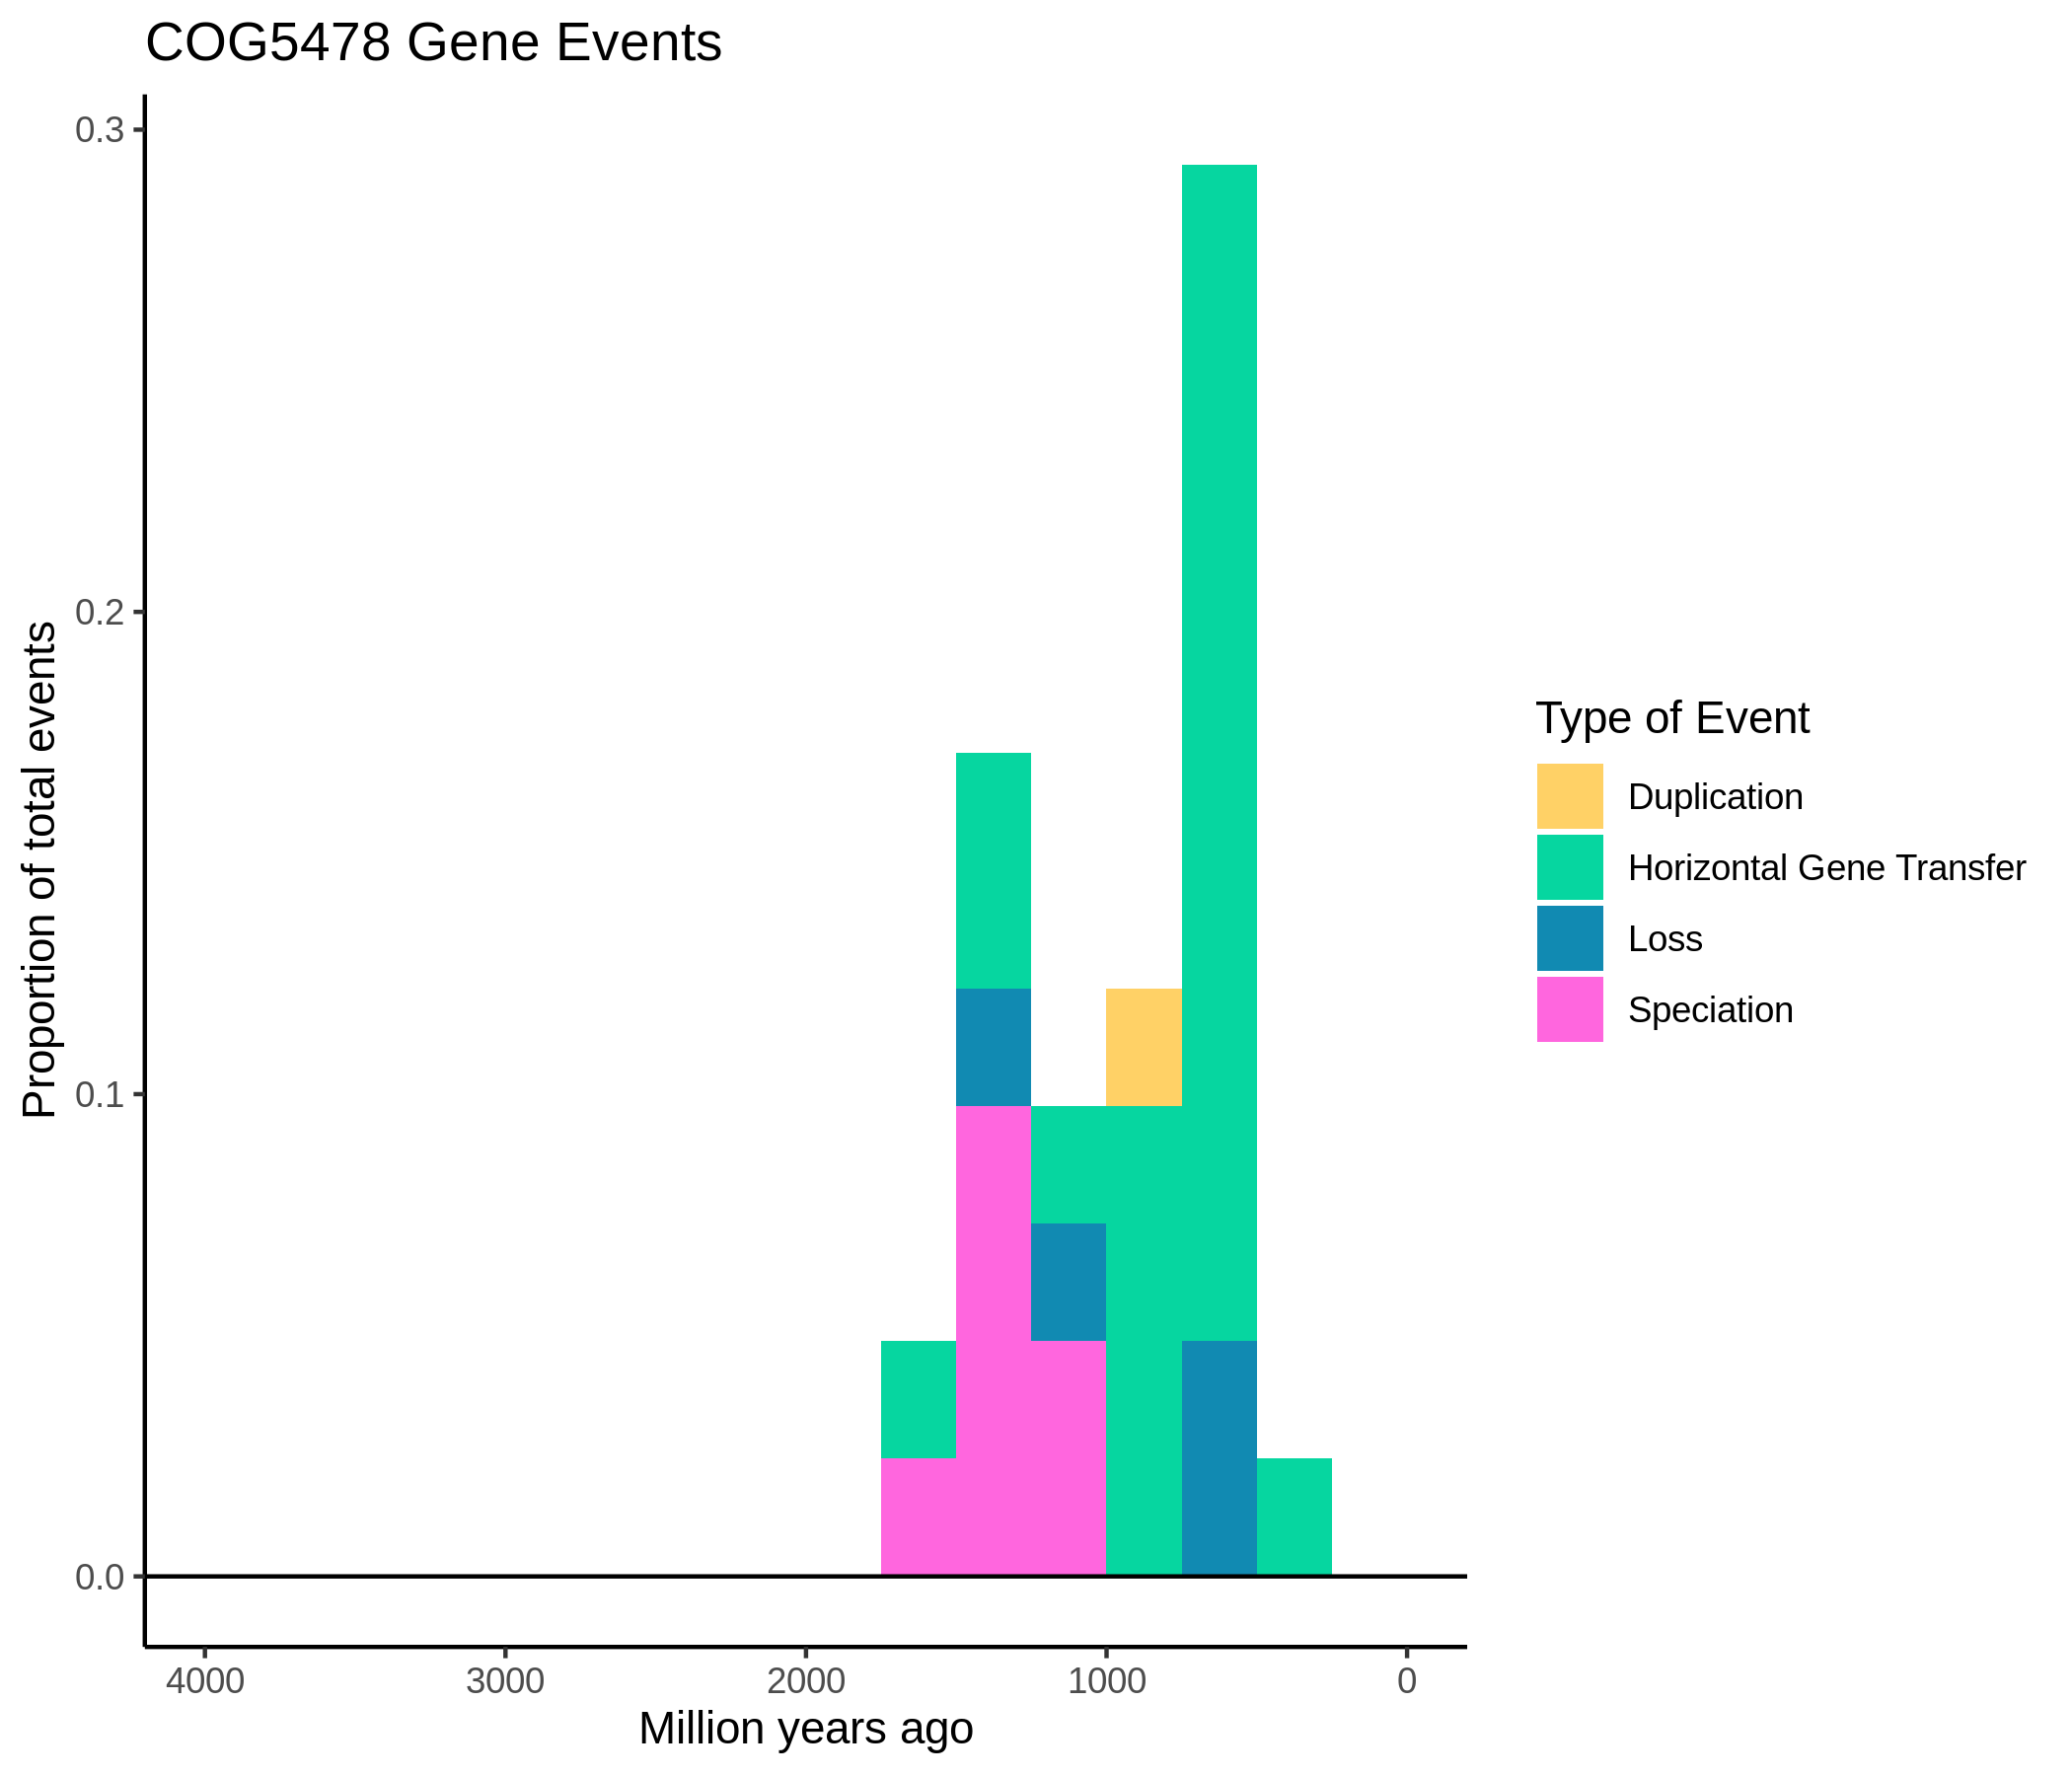 COG5478 Gene Events
0.3
0.2
0.1
0.0
Proportion of total events
4000 3000 2000 1000 0
Million years ago
Type of Event
Duplication
Horizontal Gene Transfer
Loss
Speciation